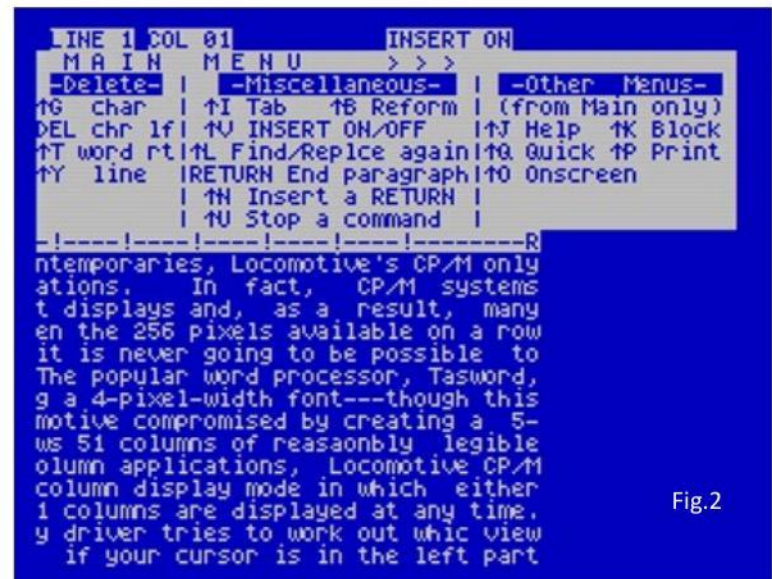 LINE 1 COL 01 INSERT ON
M A I N M E N U > > >
-Delete- | -Miscellaneous- | -Other Menus-
↑G char | ↑I Tab ↑B Reform | (from Main only)
DEL chr lf| ↑V INSERT ON/OFF |↑J Help ↑K Block
↑T word rt|↑L Find/Replce again|↑Q Quick ↑P Print
↑Y line |RETURN End paragraph|↑O Onscreen
| ↑N Insert a RETURN |
| ↑U Stop a command |
-!----!----!----!----!----!--------R
ntemporaries, Locomotive's CP/M only
ations. In fact, CP/M systems
t displays and, as a result, many
en the 256 pixels available on a row
it is never going to be possible to
The popular word processor, Tasword,
g a 4-pixel-width font---though this
motive compromised by creating a 5-
ws 51 columns of reasaonbly legible
olumn applications, Locomotive CP/M
column display mode in which either
1 columns are displayed at any time.
y driver tries to work out whic view
if your cursor is in the left part
Fig.2